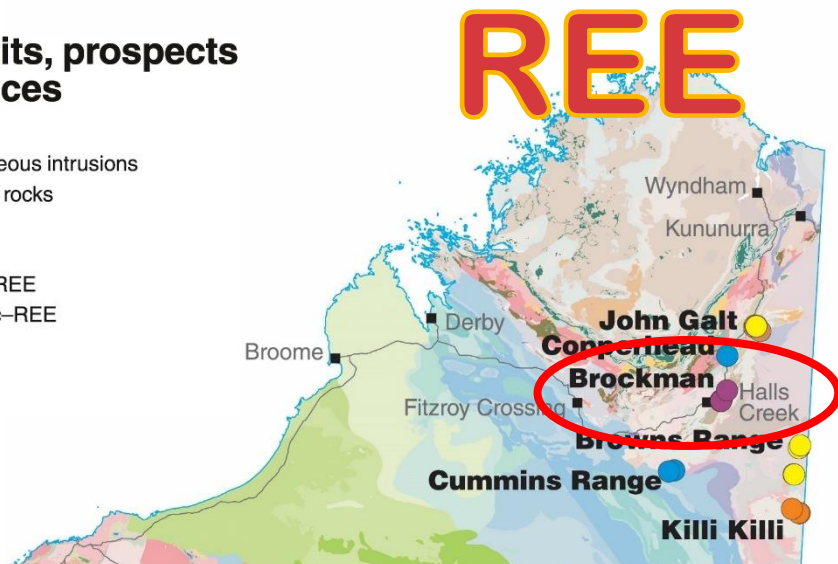 REE
its, prospects
ces
eous intrusions
rocks
REE
–REE
Wyndham
Kununurra
John Galt
Derby
Copperhead
Broome
Brockman
Halls
Creek
Fitzroy Crossing
Browns Range
Cummins Range
Killi Killi